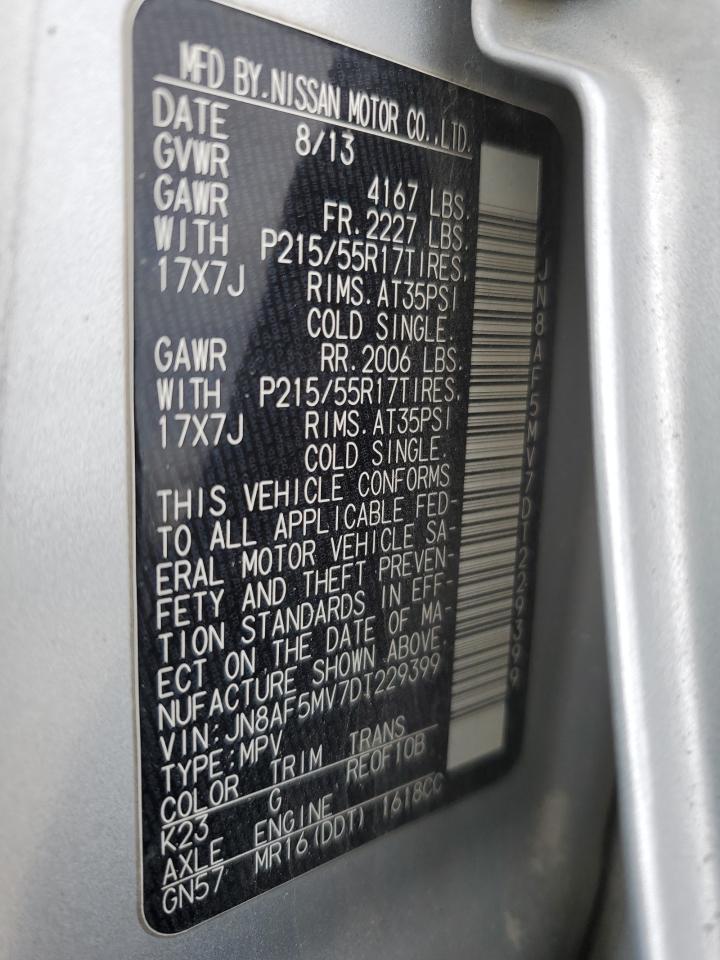 MFD BY.NISSAN MOTOR CO.,LTD.
DATE 8/13
GVWR 4167 LBS.
GAWR FR.2227 LBS.
WITH P215/55R17TIRES,
17X7J RIMS.AT35PSI
COLD SINGLE.
GAWR RR.2006 LBS.
WITH P215/55R17TIRES,
17X7J RIMS.AT35PSI
COLD SINGLE.
THIS VEHICLE CONFORMS
TO ALL APPLICABLE FED-
ERAL MOTOR VEHICLE SA-
FETY AND THEFT PREVEN-
TION STANDARDS IN EFF-
ECT ON THE DATE OF MA-
NUFACTURE SHOWN ABOVE.
VIN:JN8AF5MV7DT229399
TYPE:MPV
COLOR TRIM TRANS
K23 G RE0F10B
AXLE ENGINE
GN57 MR16(DDT) 1618CC
JN8AF5MV7DT229399